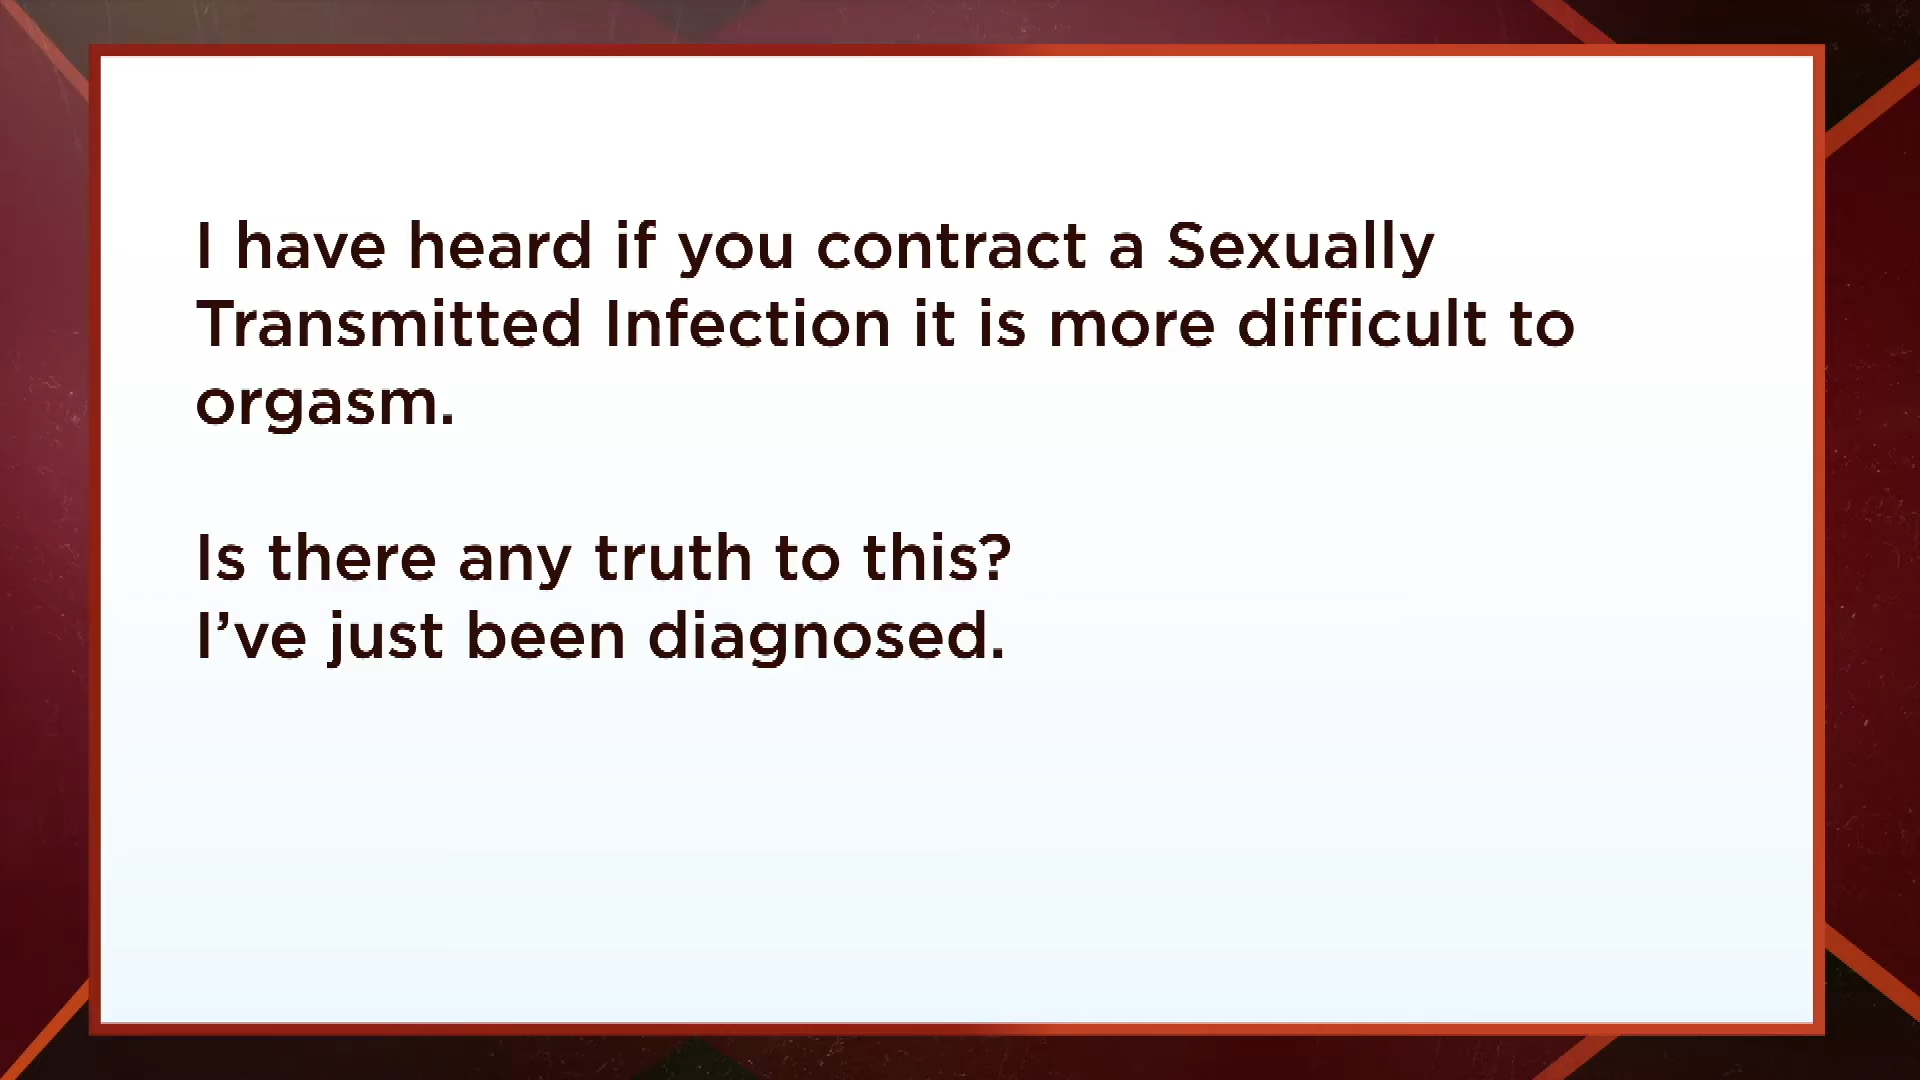 I have heard if you contract a Sexually
Transmitted Infection it is more difficult to
orgasm.
Is there any truth to this?
I’ve just been diagnosed.